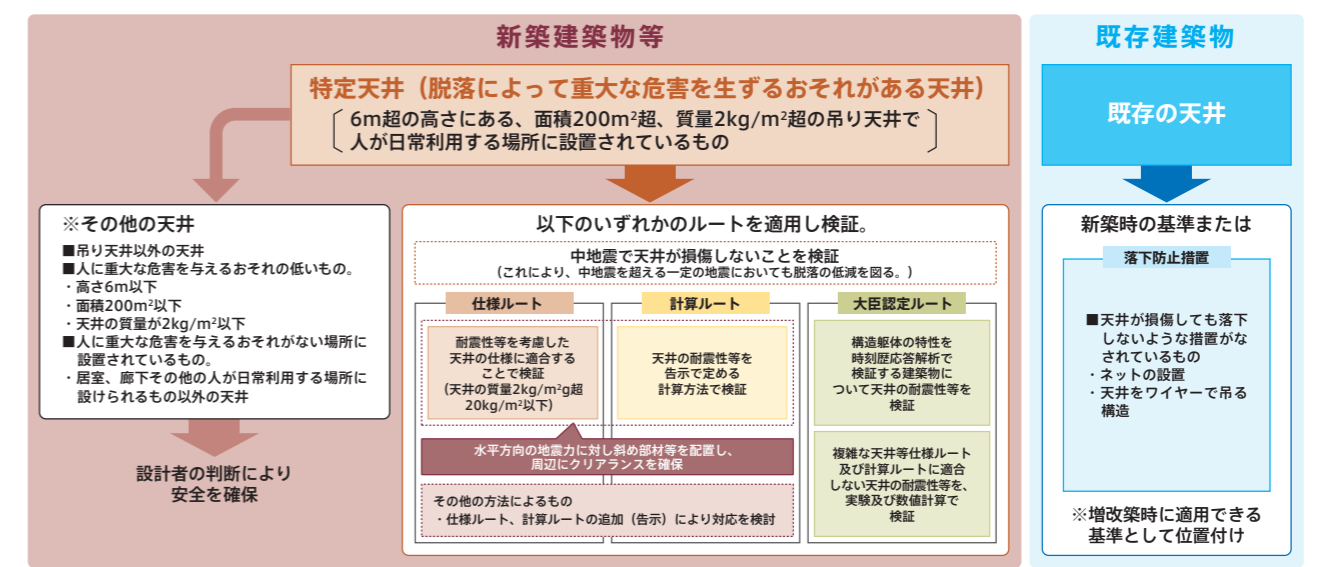 新築建築物等
特定天井（脱落によって重大な危害を生ずるおそれがある天井）
6m超の高さにある、面積200m²超、質量2kg/m²超の吊り天井で
人が日常利用する場所に設置されているもの
※その他の天井
■吊り天井以外の天井
■人に重大な危害を与えるおそれの低いもの。
・高さ6m以下
・面積200m²以下
・天井の質量が2kg/m²以下
■人に重大な危害を与えるおそれがない場所に
設置されているもの。
・居室、廊下その他の人が日常利用する場所に
設けられるもの以外の天井
設計者の判断により
安全を確保
以下のいずれかのルートを適用し検証。
中地震で天井が損傷しないことを検証
（これにより、中地震を超える一定の地震においても脱落の低減を図る。）
仕様ルート
耐震性等を考慮した
天井の仕様に適合する
ことで検証
(天井の質量2kg/m²g超
20kg/m²以下)
計算ルート
天井の耐震性等を
告示で定める
計算方法で検証
水平方向の地震力に対し斜め部材等を配置し、
周辺にクリアランスを確保
その他の方法によるもの
・仕様ルート、計算ルートの追加（告示）により対応を検討
大臣認定ルート
構造躯体の特性を
時刻歴応答解析で
検証する建築物に
ついて天井の耐震性等を
検証
複雑な天井等仕様ルート
及び計算ルートに適合
しない天井の耐震性等を、
実験及び数値計算で
検証
既存建築物
既存の天井
新築時の基準または
落下防止措置
■天井が損傷しても落下
しないような措置がな
されているもの
・ネットの設置
・天井をワイヤーで吊る
構造
※増改築時に適用できる
基準として位置付け